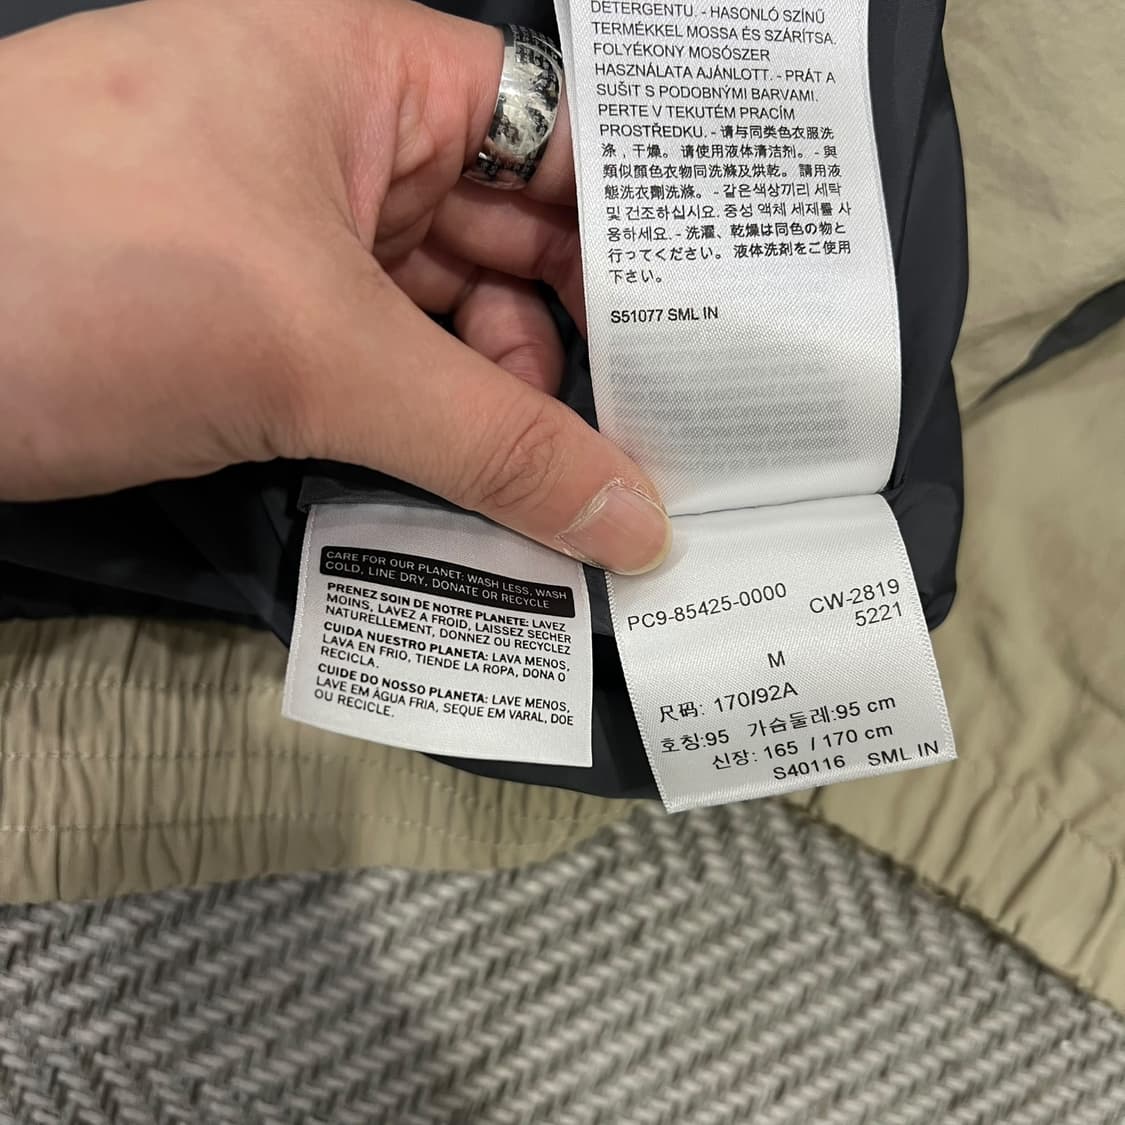 DETERGENTU. - HASONLÓ SZÍNŰ
TERMÉKKEL MOSSA ÉS SZÁRÍTSA.
FOLYÉKONY MOSÓSZER
HASZNÁLATA AJÁNLOTT. - PRÁT A
SUŠIT S PODOBNÝMI BARVAMI.
PERTE V TEKUTÉM PRACÍM
PROSTŘEDKU. - 请与同类色衣服洗
涤，干燥。 请使用液体清洁剂。 - 與
類似顏色衣物同洗滌及烘乾。 請用液
態洗衣劑洗滌。 - 같은색상끼리 세탁
및 건조하십시요. 중성 액체 세제를 사
용하세요. - 洗濯、乾燥は同色の物と
行ってください。 液体洗剤をご使用
下さい。
S51077 SML IN
CARE FOR OUR PLANET: WASH LESS, WASH
COLD, LINE DRY, DONATE OR RECYCLE
PRENEZ SOIN DE NOTRE PLANETE: LAVEZ
MOINS, LAVEZ À FROID, LAISSEZ SECHER
NATURELLEMENT, DONNEZ OU RECYCLEZ
CUIDA NUESTRO PLANETA: LAVA MENOS,
LAVA EN FRIO, TIENDE LA ROPA, DONA O
RECICLA.
CUIDE DO NOSSO PLANETA: LAVE MENOS,
LAVE EM ÁGUA FRIA, SEQUE EM VARAL, DOE
OU RECICLE.
PC9-85425-0000 CW-2819
5221
M
尺码: 170/92A
호칭:95 가슴둘레:95 cm
신장: 165 / 170 cm
S40116 SML IN